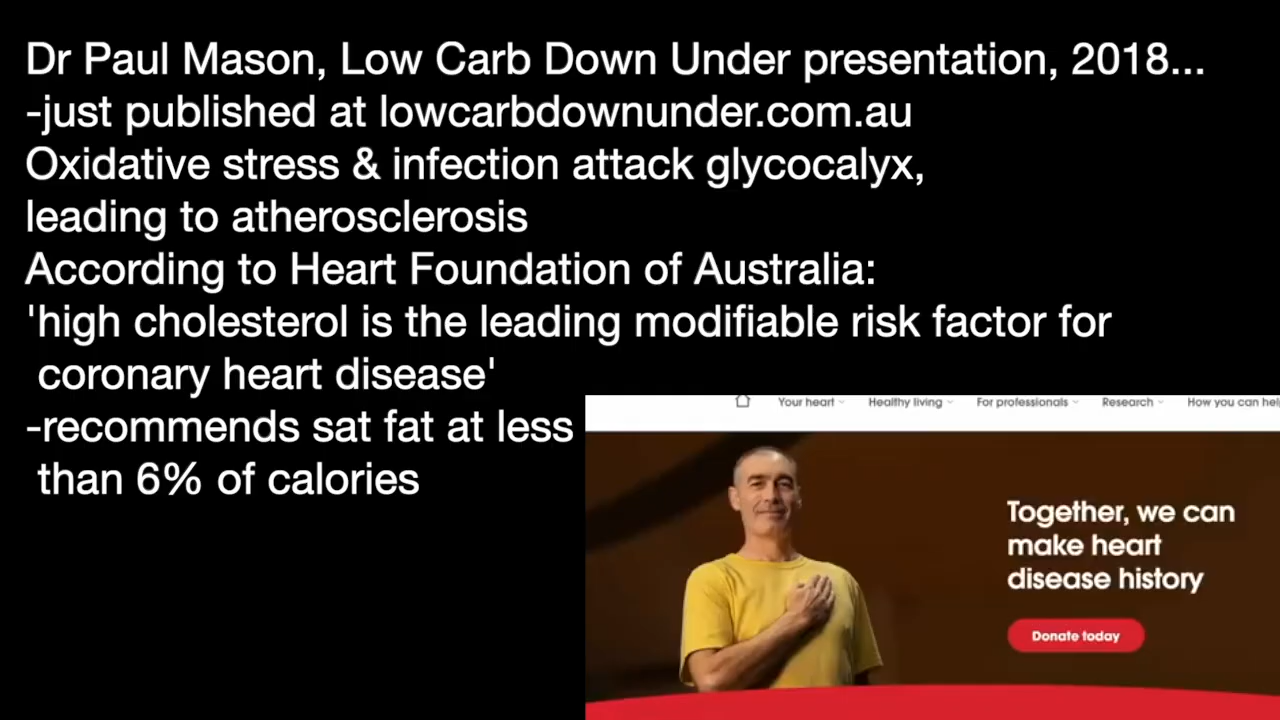 Dr Paul Mason, Low Carb Down Under presentation, 2018...
-just published at lowcarbdownunder.com.au
Oxidative stress & infection attack glycocalyx,
leading to atherosclerosis
According to Heart Foundation of Australia:
'high cholesterol is the leading modifiable risk factor for
coronary heart disease'
-recommends sat fat at less
than 6% of calories
Your heart Healthy living For professionals Research How you can
Together, we can
make heart
disease history
Donate today